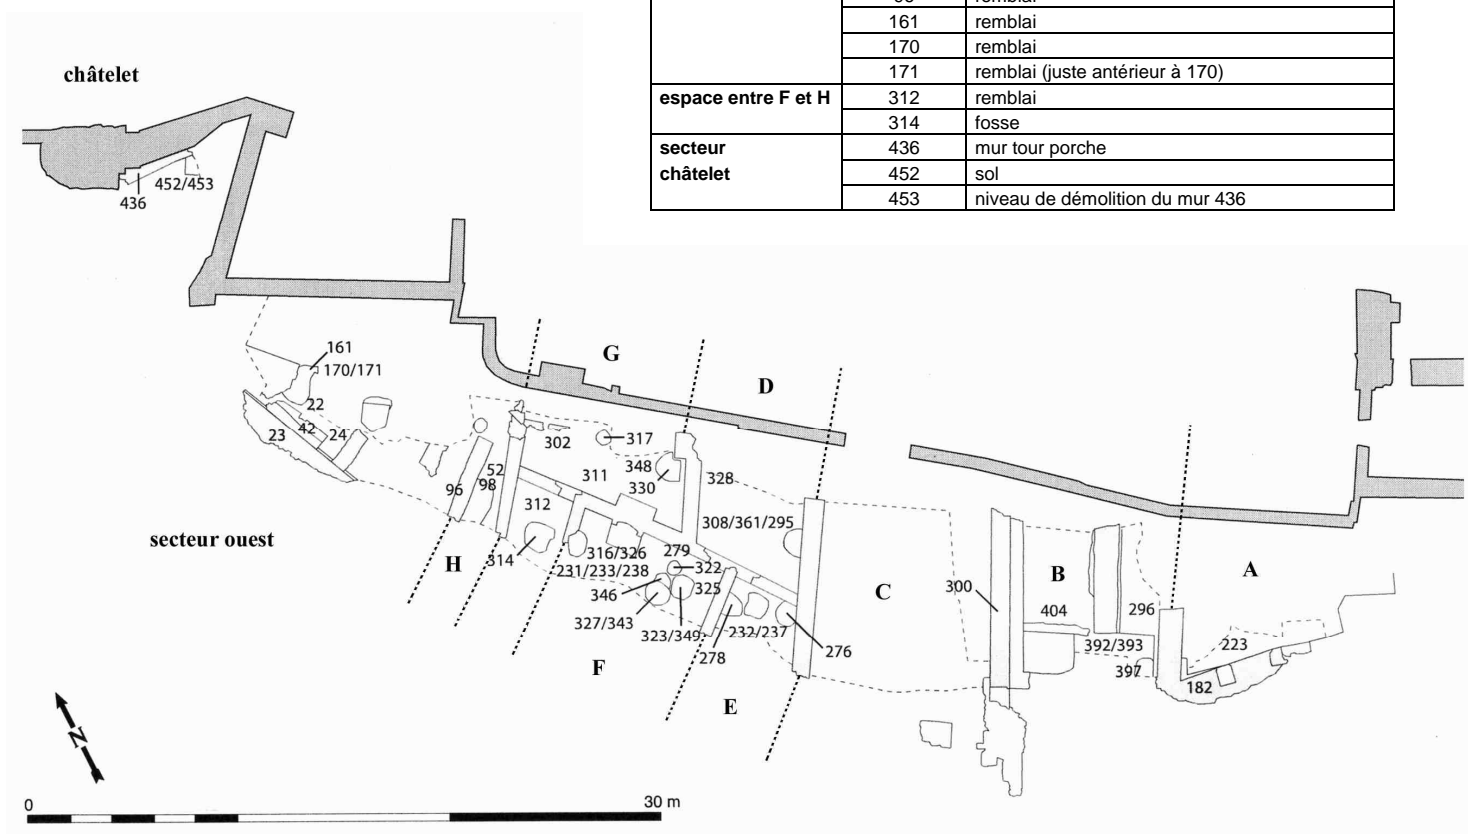 161 remblai
170 remblai
171 remblai (juste antérieur à 170)
espace entre F et H 312 remblai
314 fosse
secteur châtelet 436 mur tour porche
452 sol
453 niveau de démolition du mur 436
châtelet
452/453
436
161
170/171
22
42
23
24
G
D
302
317
311
348
330
328
52
96
98
312
308/361/295
secteur ouest
314
316/326
279
322
231/233/238
325
346
327/343
323/349
232/237
278
276
H
F
E
C
B
A
300
404
296
392/393
397
223
182
N
0 30 m